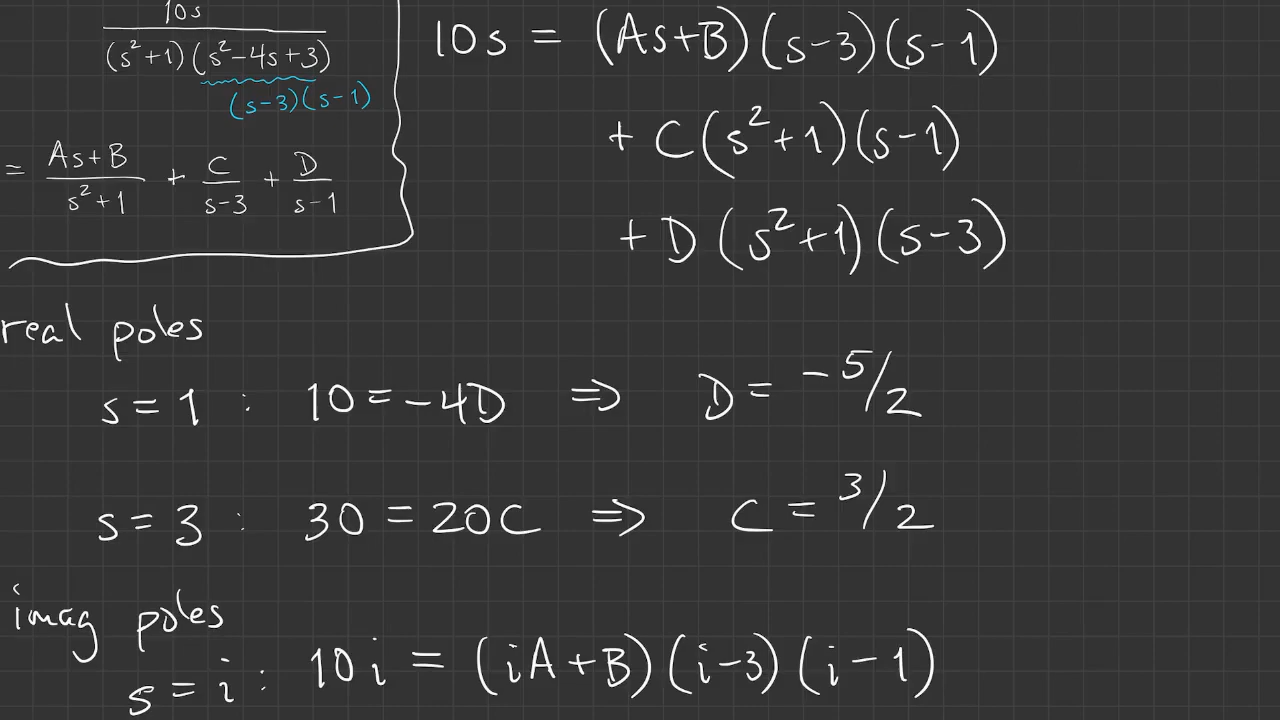 10s
(s²+1)(s²-4s+3)
(s-3)(s-1)
= As+B/s²+1 + C/s-3 + D/s-1
10s = (As+B)(s-3)(s-1)
+ C(s²+1)(s-1)
+ D(s²+1)(s-3)
real poles
s = 1 : 10 = -4D ⇒ D = -5/2
s = 3 : 30 = 20C ⇒ C = 3/2
imag poles
s = i : 10i = (iA+B)(i-3)(i-1)